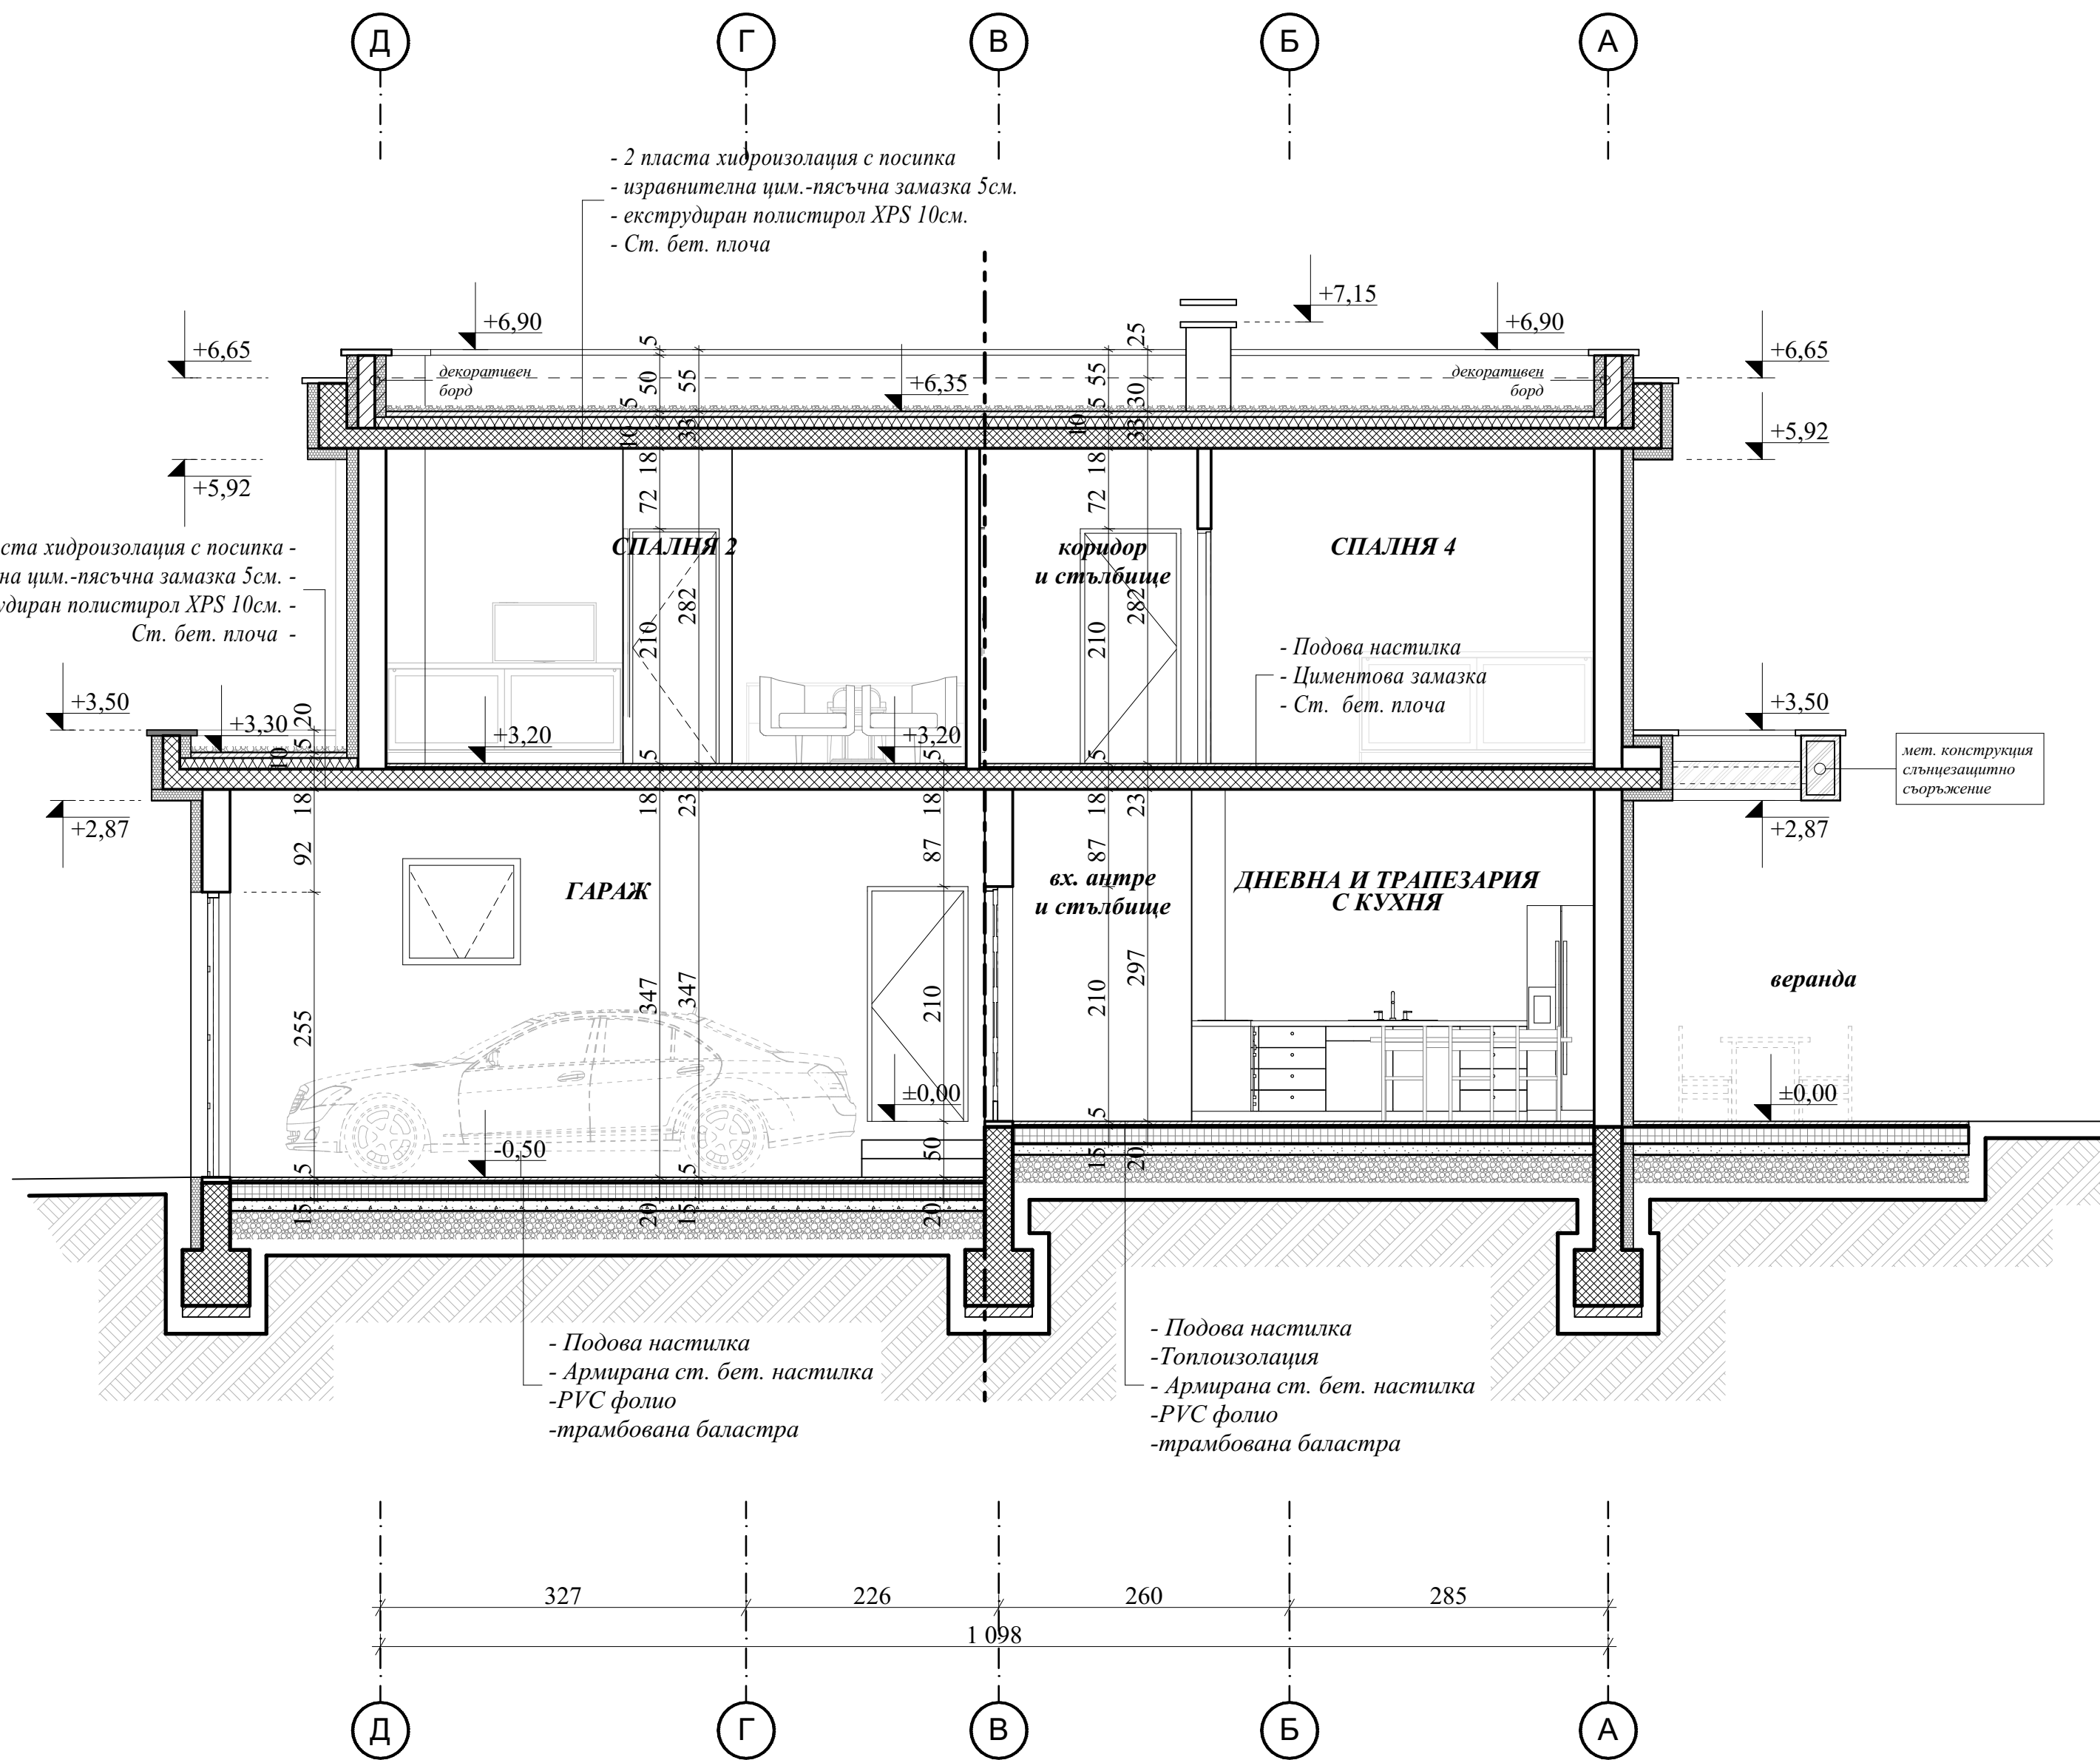 Д Г В Б А
- 2 пласта хидроизолация с посипка
- изравнителна цим.-пясъчна замазка 5см.
- екструдиран полистирол XPS 10см.
- Ст. бет. плоча
+7,15
+6,90
+6,90
+6,65
+6,65
+6,35
декоративен
борд
декоративен
борд
5
50
55
5
10
33
18
72
25
55
30
5
10
33
18
72
+5,92
+5,92
хидроизолация с посипка -
цим.-пясъчна замазка 5см. -
полистирол XPS 10см. -
Ст. бет. плоча -
СПАЛНЯ 2
коридор
и стълбище
СПАЛНЯ 4
210
282
210
282
- Подова настилка
- Циментова замазка
- Ст. бет. плоча
+3,50
+3,30
20
5
10
+3,20
+3,20
5
5
5
+3,50
мет. конструкция
слънцезащитно
съоръжение
+2,87
+2,87
18
92
18
23
18
87
18
87
23
ГАРАЖ
вх. антре
и стълбище
ДНЕВНА И ТРАПЕЗАРИЯ
С КУХНЯ
веранда
255
347
347
210
210
297
±0,00
±0,00
-0,50
5
15
20
5
15
50
20
5
15
20
- Подова настилка
- Армирана ст. бет. настилка
-PVC фолио
-трамбована баластра
- Подова настилка
-Топлоизолация
- Армирана ст. бет. настилка
-PVC фолио
-трамбована баластра
327 226 260 285
1 098
Д Г В Б А